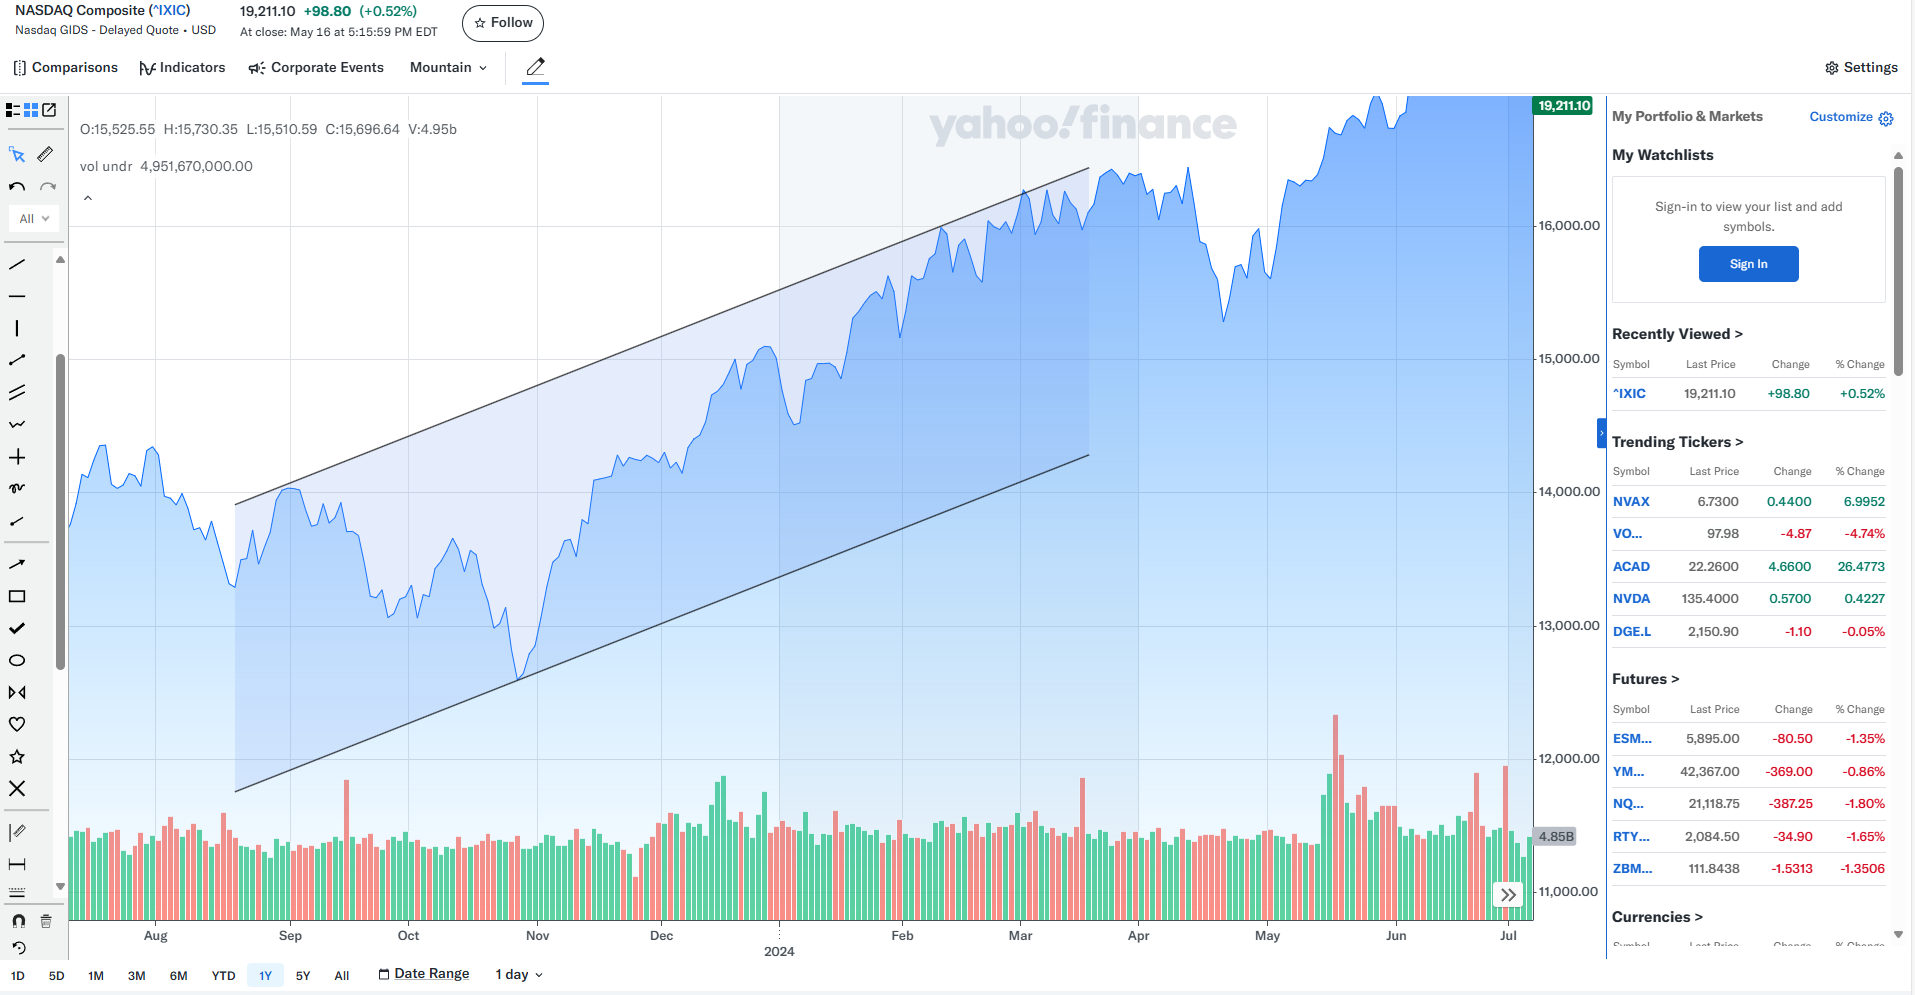 NASDAQ Composite (^IXIC)
19,211.10 +98.80 (+0.52%)
Nasdaq GIDS - Delayed Quote • USD
At close: May 16 at 5:15:59 PM EDT
Follow
Comparisons
Indicators
Corporate Events
Mountain
Settings
All
O:15,525.55 H:15,730.35 L:15,510.59 C:15,696.64 V:4.95b
vol undr 4,951,670,000.00
yahoo!finance
19,211.10
16,000.00
15,000.00
14,000.00
13,000.00
12,000.00
4.85B
11,000.00
Aug Sep Oct Nov Dec 2024 Feb Mar Apr May Jun Jul
1D 5D 1M 3M 6M YTD 1Y 5Y All Date Range 1 day
My Portfolio & Markets Customize
My Watchlists
Sign-in to view your list and add
symbols.
Sign In
Recently Viewed >
Symbol Last Price Change % Change
^IXIC 19,211.10 +98.80 +0.52%
Trending Tickers >
Symbol Last Price Change % Change
NVAX 6.7300 0.4400 6.9952
VO... 97.98 -4.87 -4.74%
ACAD 22.2600 4.6600 26.4773
NVDA 135.4000 0.5700 0.4227
DGE.L 2,150.90 -1.10 -0.05%
Futures >
Symbol Last Price Change % Change
ESM... 5,895.00 -80.50 -1.35%
YM... 42,367.00 -369.00 -0.86%
NQ... 21,118.75 -387.25 -1.80%
RTY... 2,084.50 -34.90 -1.65%
ZBM... 111.8438 -1.5313 -1.3506
Currencies >
Symbol Last Price Change % Change